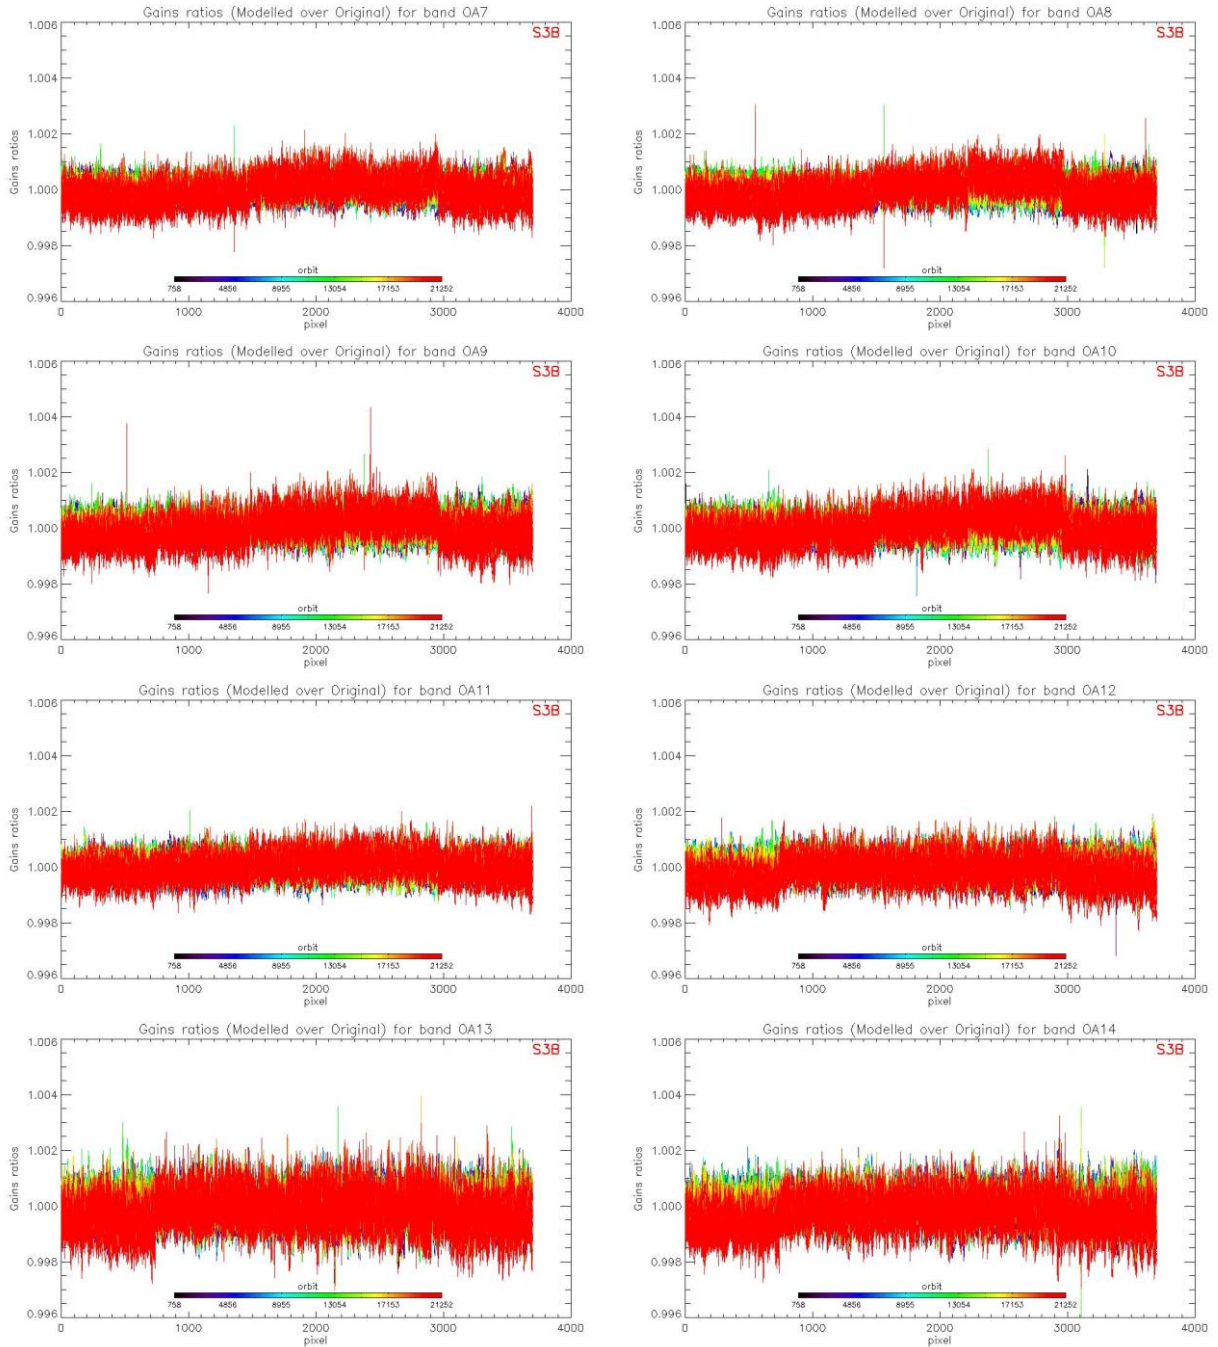 Gains ratios (Modelled over Original) for band OA7
S3B
1.006
1.004
1.002
1.000
0.998
0.996
Gains ratios
orbit
758 4856 8955 13054 17153 21252
0 1000 2000 3000 4000
pixel
Gains ratios (Modelled over Original) for band OA8
S3B
1.006
1.004
1.002
1.000
0.998
0.996
Gains ratios
orbit
758 4856 8955 13054 17153 21252
0 1000 2000 3000 4000
pixel
Gains ratios (Modelled over Original) for band OA9
S3B
1.006
1.004
1.002
1.000
0.998
0.996
Gains ratios
orbit
758 4856 8955 13054 17153 21252
0 1000 2000 3000 4000
pixel
Gains ratios (Modelled over Original) for band OA10
S3B
1.006
1.004
1.002
1.000
0.998
0.996
Gains ratios
orbit
758 4856 8955 13054 17153 21252
0 1000 2000 3000 4000
pixel
Gains ratios (Modelled over Original) for band OA11
S3B
1.006
1.004
1.002
1.000
0.998
0.996
Gains ratios
orbit
758 4856 8955 13054 17153 21252
0 1000 2000 3000 4000
pixel
Gains ratios (Modelled over Original) for band OA12
S3B
1.006
1.004
1.002
1.000
0.998
0.996
Gains ratios
orbit
758 4856 8955 13054 17153 21252
0 1000 2000 3000 4000
pixel
Gains ratios (Modelled over Original) for band OA13
S3B
1.006
1.004
1.002
1.000
0.998
0.996
Gains ratios
orbit
758 4856 8955 13054 17153 21252
0 1000 2000 3000 4000
pixel
Gains ratios (Modelled over Original) for band OA14
S3B
1.006
1.004
1.002
1.000
0.998
0.996
Gains ratios
orbit
758 4856 8955 13054 17153 21252
0 1000 2000 3000 4000
pixel